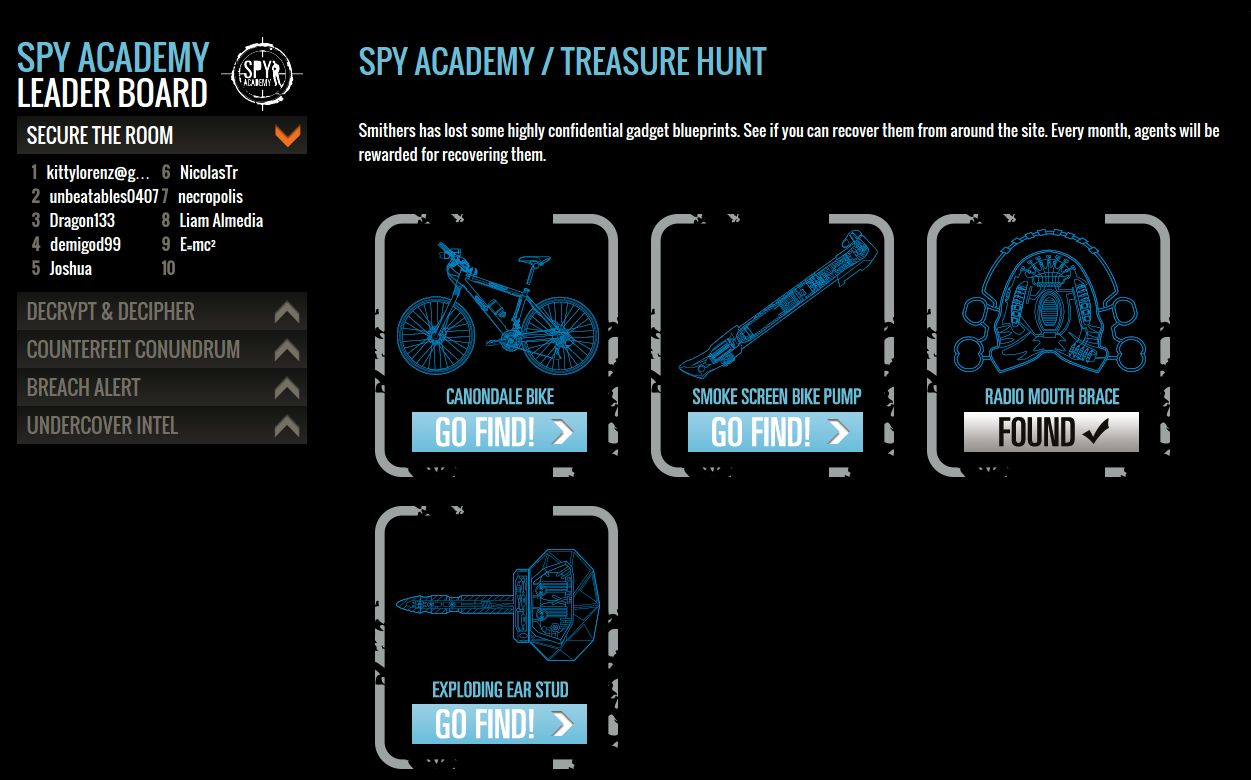 SPY ACADEMY
LEADER BOARD
SPY
ACADEMY
SECURE THE ROOM
1 kittylorenz@g... 6 NicolasTr
2 unbeatables0407 7 necropolis
3 Dragon133 8 Liam Almedia
4 demigod99 9 E=mc²
5 Joshua 10
DECRYPT & DECIPHER
COUNTERFEIT CONUNDRUM
BREACH ALERT
UNDERCOVER INTEL
SPY ACADEMY / TREASURE HUNT
Smithers has lost some highly confidential gadget blueprints. See if you can recover them from around the site. Every month, agents will be
rewarded for recovering them.
CANONDALE BIKE
GO FIND!
SMOKE SCREEN BIKE PUMP
GO FIND!
RADIO MOUTH BRACE
FOUND
EXPLODING EAR STUD
GO FIND!